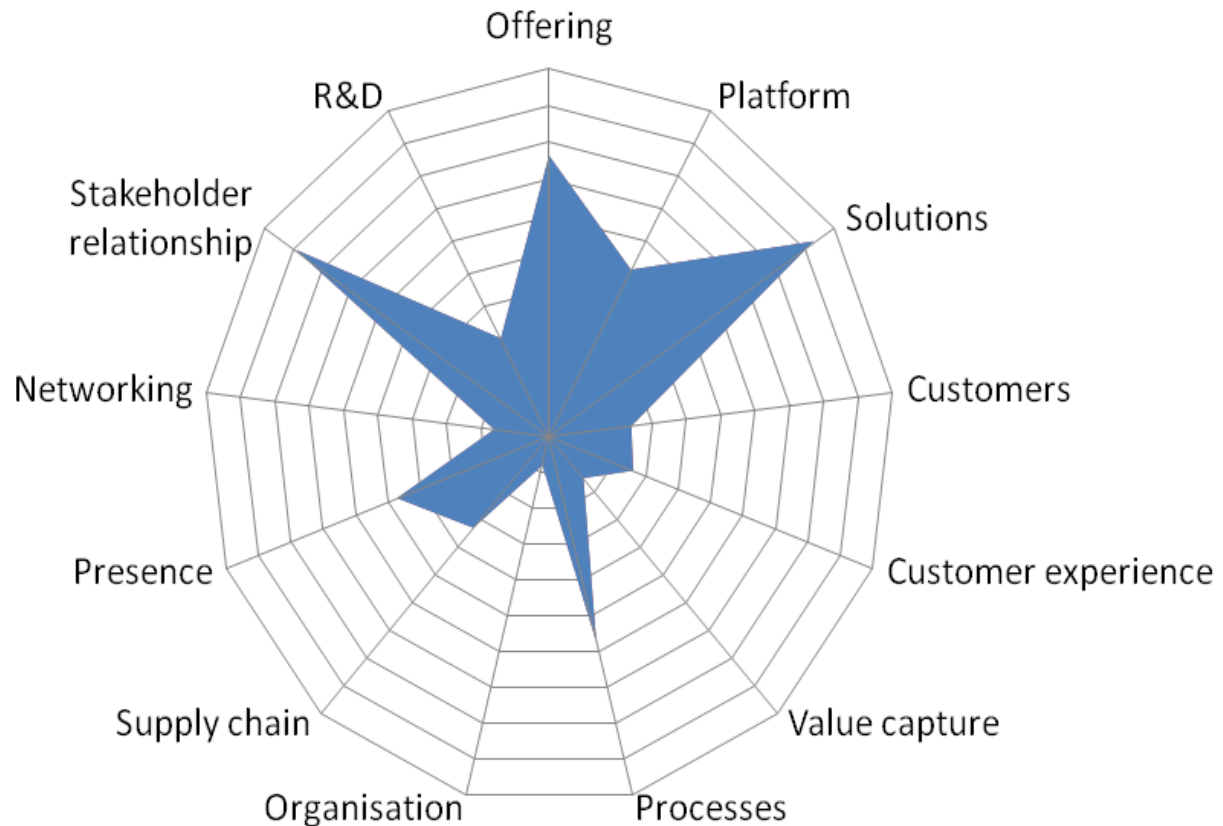 Offering
Platform
Solutions
Customers
Customer experience
Value capture
Processes
Organisation
Supply chain
Presence
Networking
Stakeholder
relationship
R&D